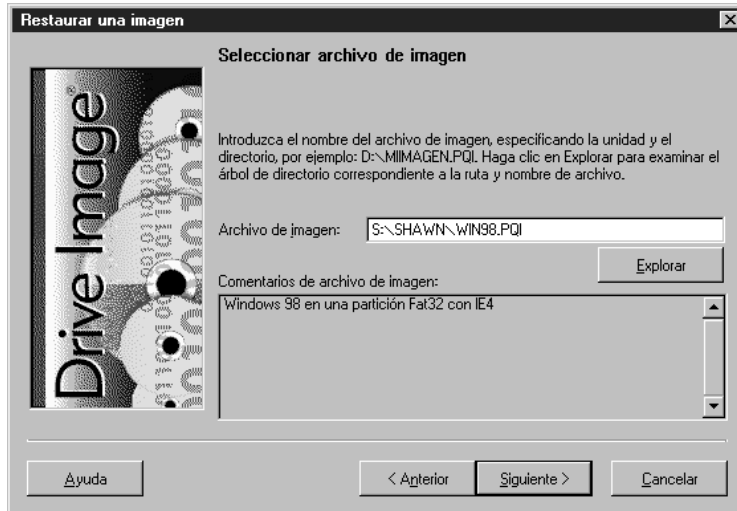 Restaurar una imagen
Drive Image®
Seleccionar archivo de imagen
Introduzca el nombre del archivo de imagen, especificando la unidad y el
directorio, por ejemplo: D:\MIIMAGEN.PQI. Haga clic en Explorar para examinar el
árbol de directorio correspondiente a la ruta y nombre de archivo.
Archivo de imagen: S:\SHAWN\WIN98.PQI
Explorar
Comentarios de archivo de imagen:
Windows 98 en una partición Fat32 con IE4
Ayuda < Anterior Siguiente > Cancelar